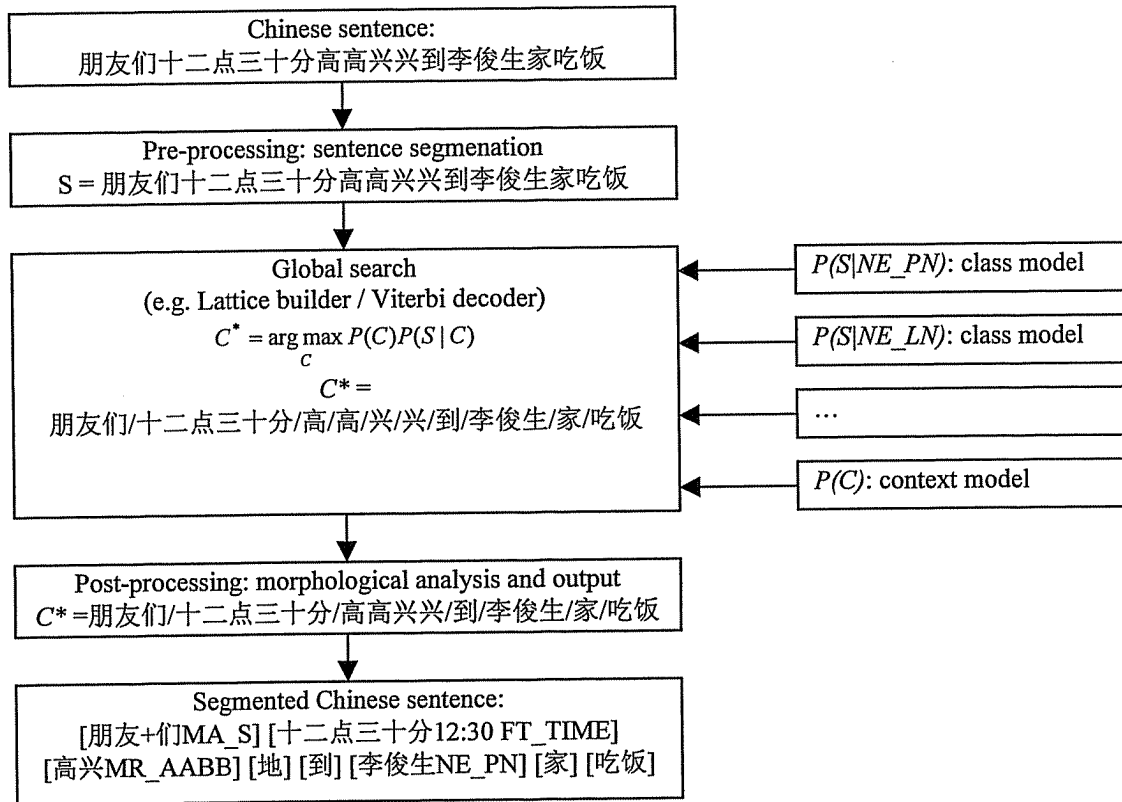 Chinese sentence:
朋友们十二点三十分高高兴兴到李俊生家吃饭
Pre-processing: sentence segmenation
S = 朋友们十二点三十分高高兴兴到李俊生家吃饭
Global search
(e.g. Lattice builder / Viterbi decoder)
C* = arg max P(C)P(S | C)
C
C* =
朋友们/十二点三十分/高/高/兴/兴/到/李俊生/家/吃饭
P(S|NE_PN): class model
P(S|NE_LN): class model
…
P(C): context model
Post-processing: morphological analysis and output
C* =朋友们/十二点三十分/高高兴兴/到/李俊生/家/吃饭
Segmented Chinese sentence:
[朋友+们MA_S] [十二点三十分12:30 FT_TIME]
[高兴MR_AABB] [地] [到] [李俊生NE_PN] [家] [吃饭]